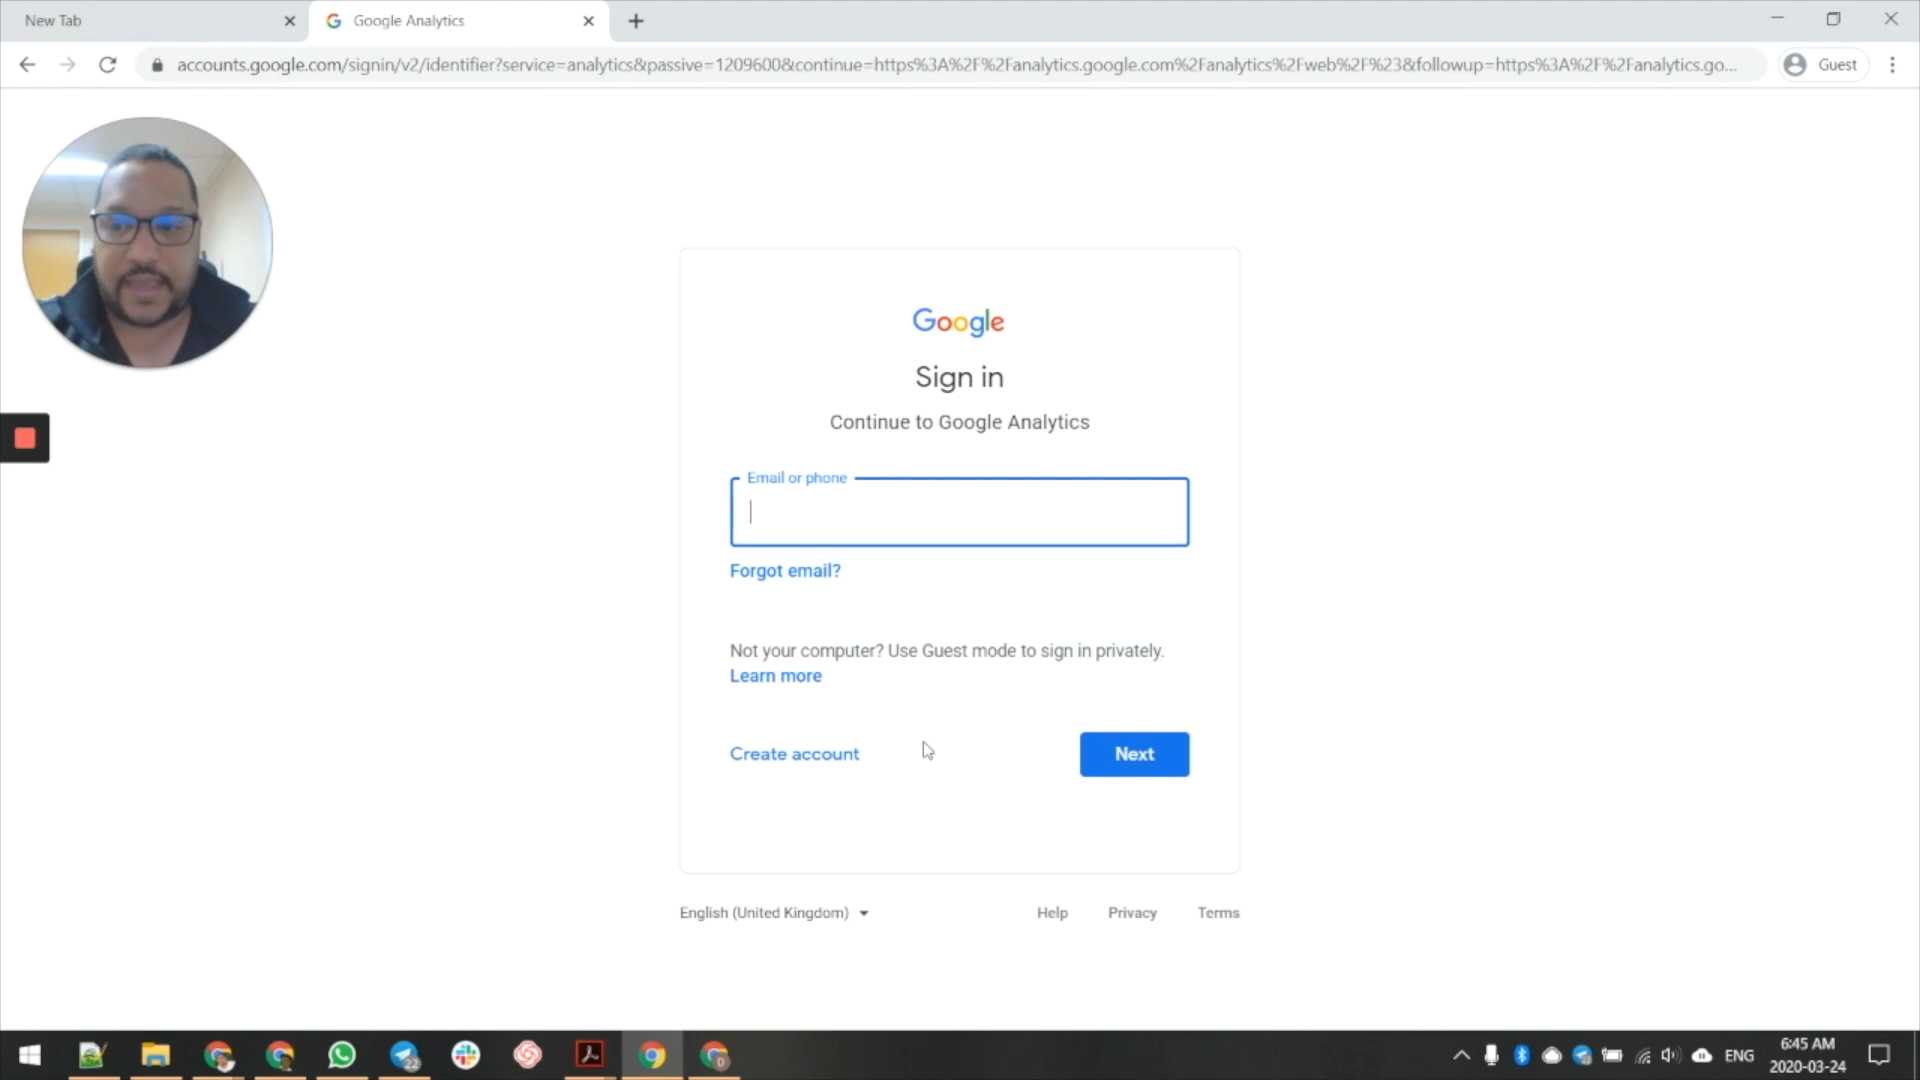 New Tab
Google Analytics
accounts.google.com/signin/v2/identifier?service=analytics&passive=1209600&continue=https%3A%2F%2Fanalytics.google.com%2Fanalytics%2Fweb%2F%23&followup=https%3A%2F%2Fanalytics.go...
Guest
Google
Sign in
Continue to Google Analytics
Email or phone
Forgot email?
Not your computer? Use Guest mode to sign in privately.
Learn more
Create account
Next
English (United Kingdom)
Help
Privacy
Terms
22
D
ENG
6:45 AM
2020-03-24